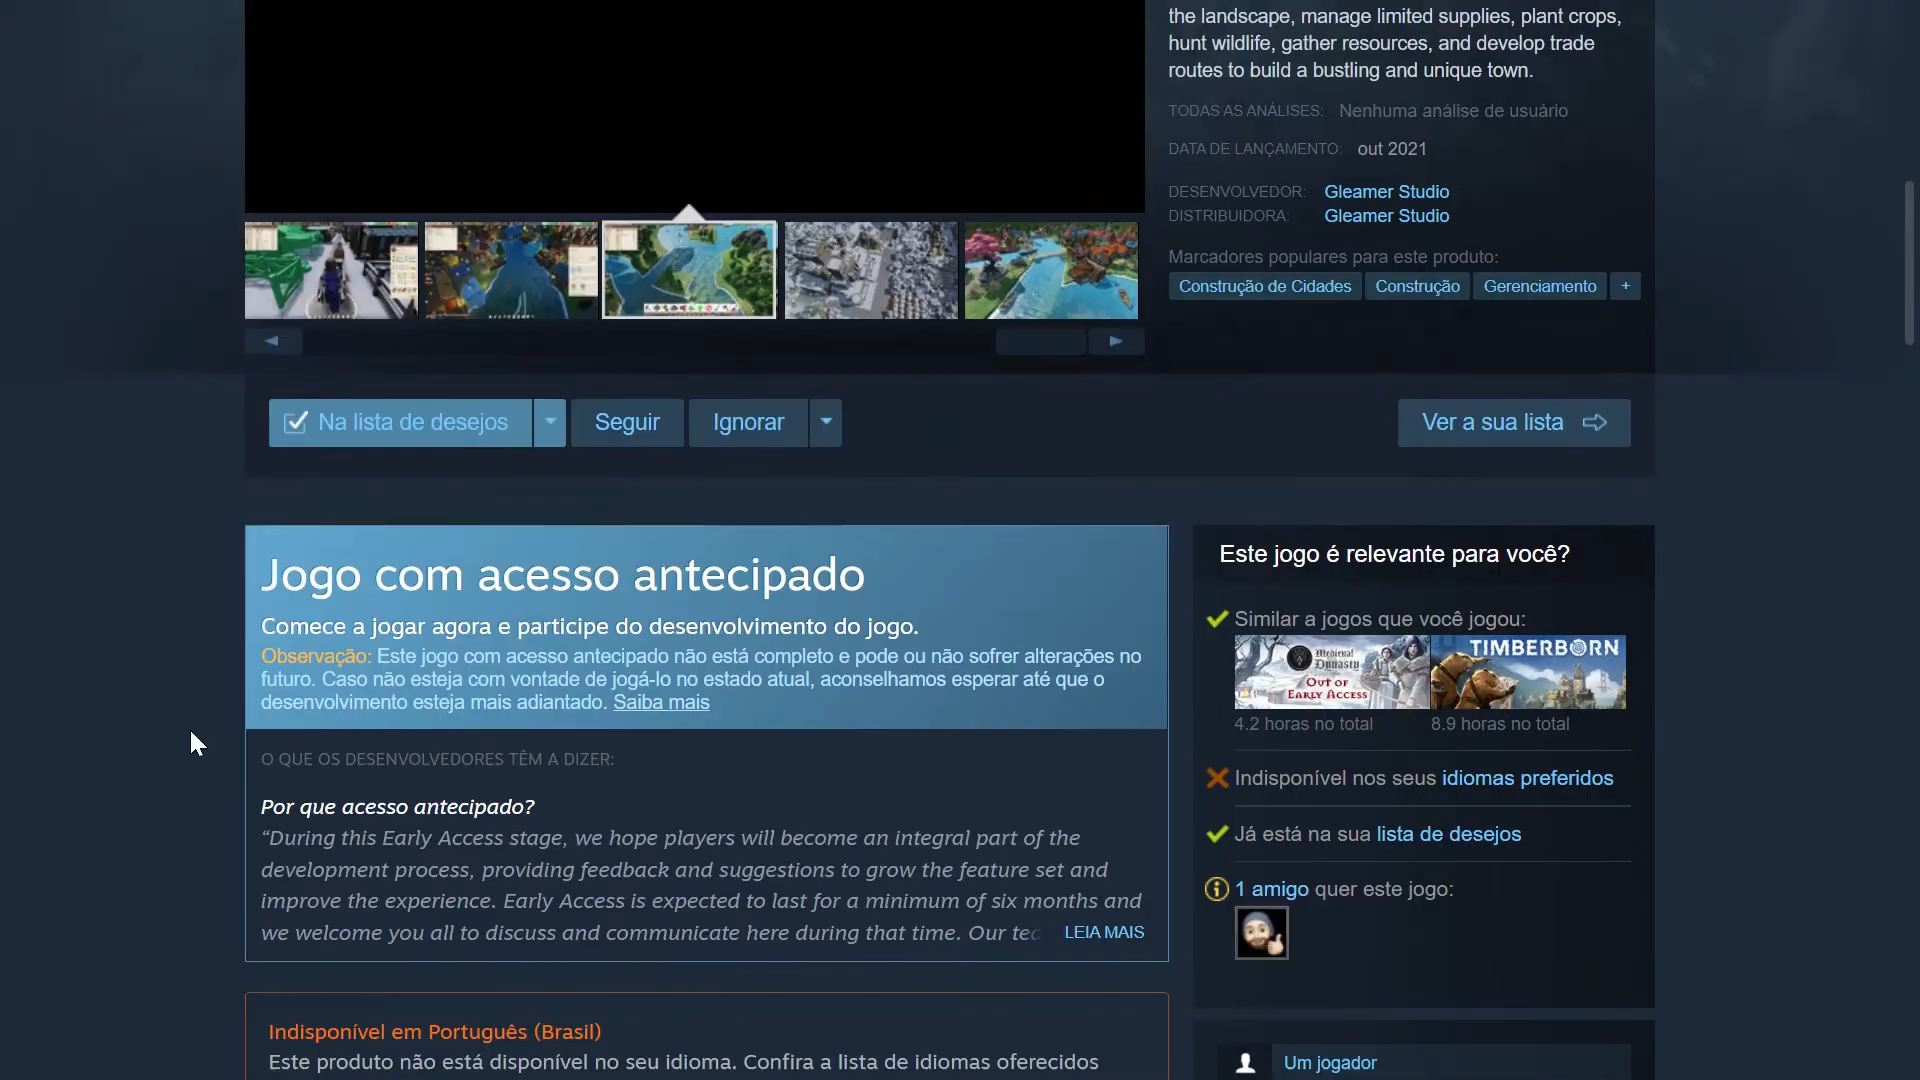 the landscape, manage limited supplies, plant crops,
hunt wildlife, gather resources, and develop trade
routes to build a bustling and unique town.
TODAS AS ANÁLISES: Nenhuma análise de usuário
DATA DE LANÇAMENTO: out 2021
DESENVOLVEDOR: Gleamer Studio
DISTRIBUIDORA: Gleamer Studio
Marcadores populares para este produto:
Construção de Cidades Construção Gerenciamento +
Na lista de desejos Seguir Ignorar Ver a sua lista
Jogo com acesso antecipado
Comece a jogar agora e participe do desenvolvimento do jogo.
Observação: Este jogo com acesso antecipado não está completo e pode ou não sofrer alterações no
futuro. Caso não esteja com vontade de jogá-lo no estado atual, aconselhamos esperar até que o
desenvolvimento esteja mais adiantado. Saiba mais
O QUE OS DESENVOLVEDORES TÊM A DIZER:
Por que acesso antecipado?
“During this Early Access stage, we hope players will become an integral part of the
development process, providing feedback and suggestions to grow the feature set and
improve the experience. Early Access is expected to last for a minimum of six months and
we welcome you all to discuss and communicate here during that time. Our LEIA MAIS
Indisponível em Português (Brasil)
Este produto não está disponível no seu idioma. Confira a lista de idiomas oferecidos
Este jogo é relevante para você?
Similar a jogos que você jogou:
Medieval
Dynasty
OUT OF
EARLY ACCESS
TIMBERBORN
4.2 horas no total 8.9 horas no total
Indisponível nos seus idiomas preferidos
Já está na sua lista de desejos
1 amigo quer este jogo:
Um jogador